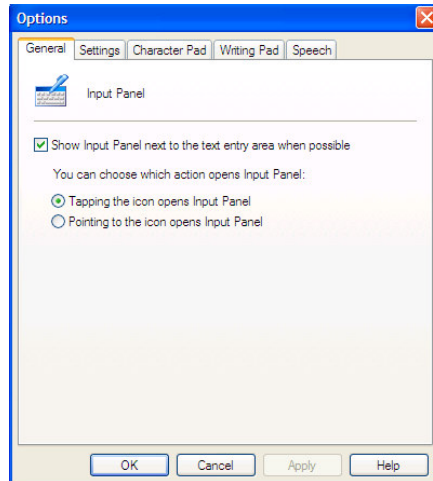 Options
General Settings Character Pad Writing Pad Speech
Input Panel
Show Input Panel next to the text entry area when possible
You can choose which action opens Input Panel:
Tapping the icon opens Input Panel
Pointing to the icon opens Input Panel
OK Cancel Apply Help